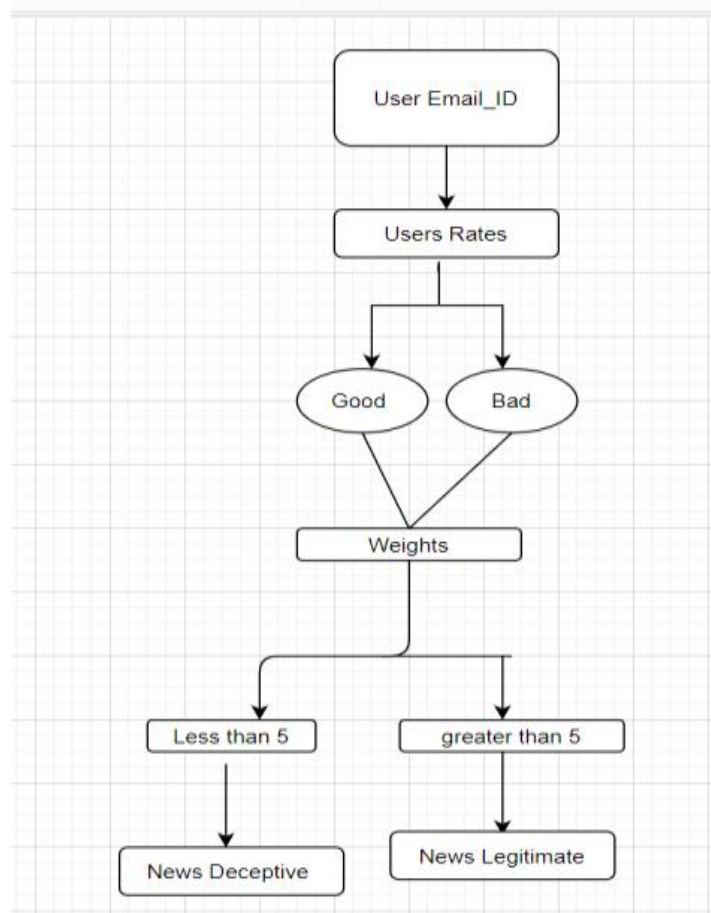 User Email_ID
Users Rates
Good
Bad
Weights
Less than 5
greater than 5
News Deceptive
News Legitimate